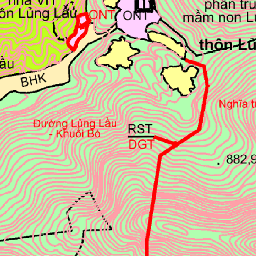 nhà VH
thôn Lũng Lầu
ONT
ONT
phân trư
mầm non Lũ
thôn Lũ
BHK
Nghĩa t
Đường Lũng Lầu
- Khuổi Bó
RST
DGT
882,9